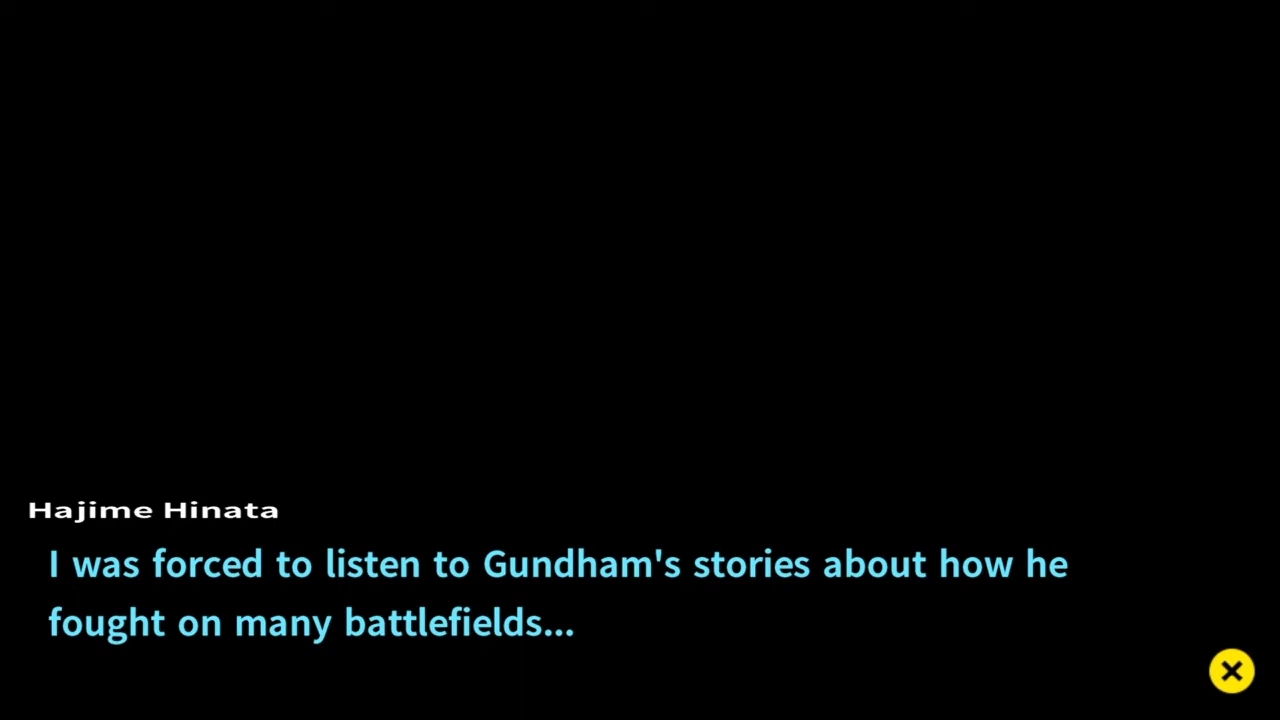 Hajime Hinata
I was forced to listen to Gundham's stories about how he
fought on many battlefields...